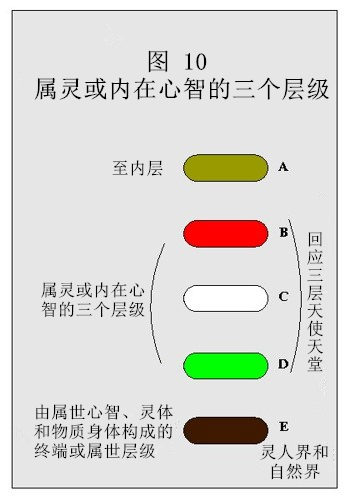 图 10
属灵或内在心智的三个层级
至内层
A
B
C
D
E
属灵或内在心
智的三个层级
回应三层天使天堂
由属世心智、灵体
和物质身体构成的
终端或属世层级
灵人界和
自然界